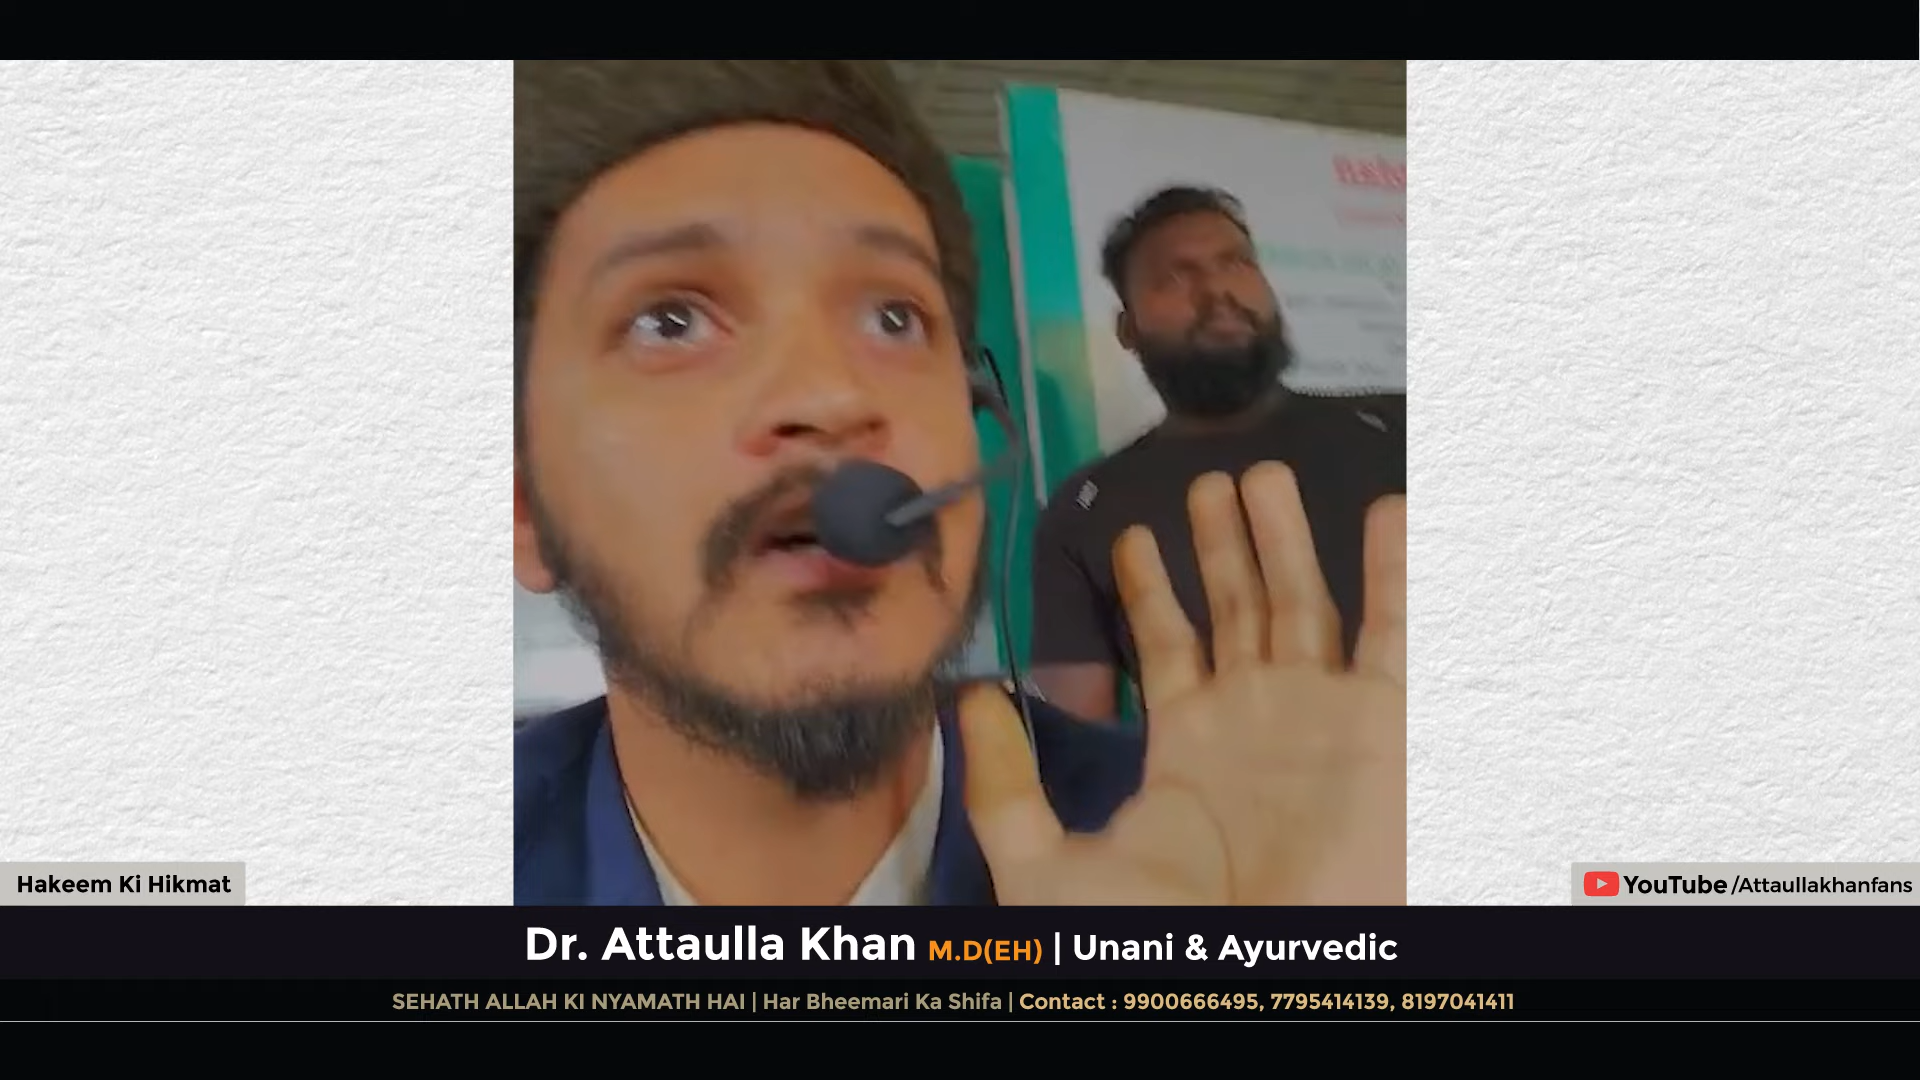 Hakeem Ki Hikmat
YouTube /Attaullakhanfans
Dr. Attaulla Khan M.D(EH) | Unani & Ayurvedic
SEHATH ALLAH KI NYAMATH HAI | Har Bheemari Ka Shifa | Contact : 9900666495, 7795414139, 8197041411